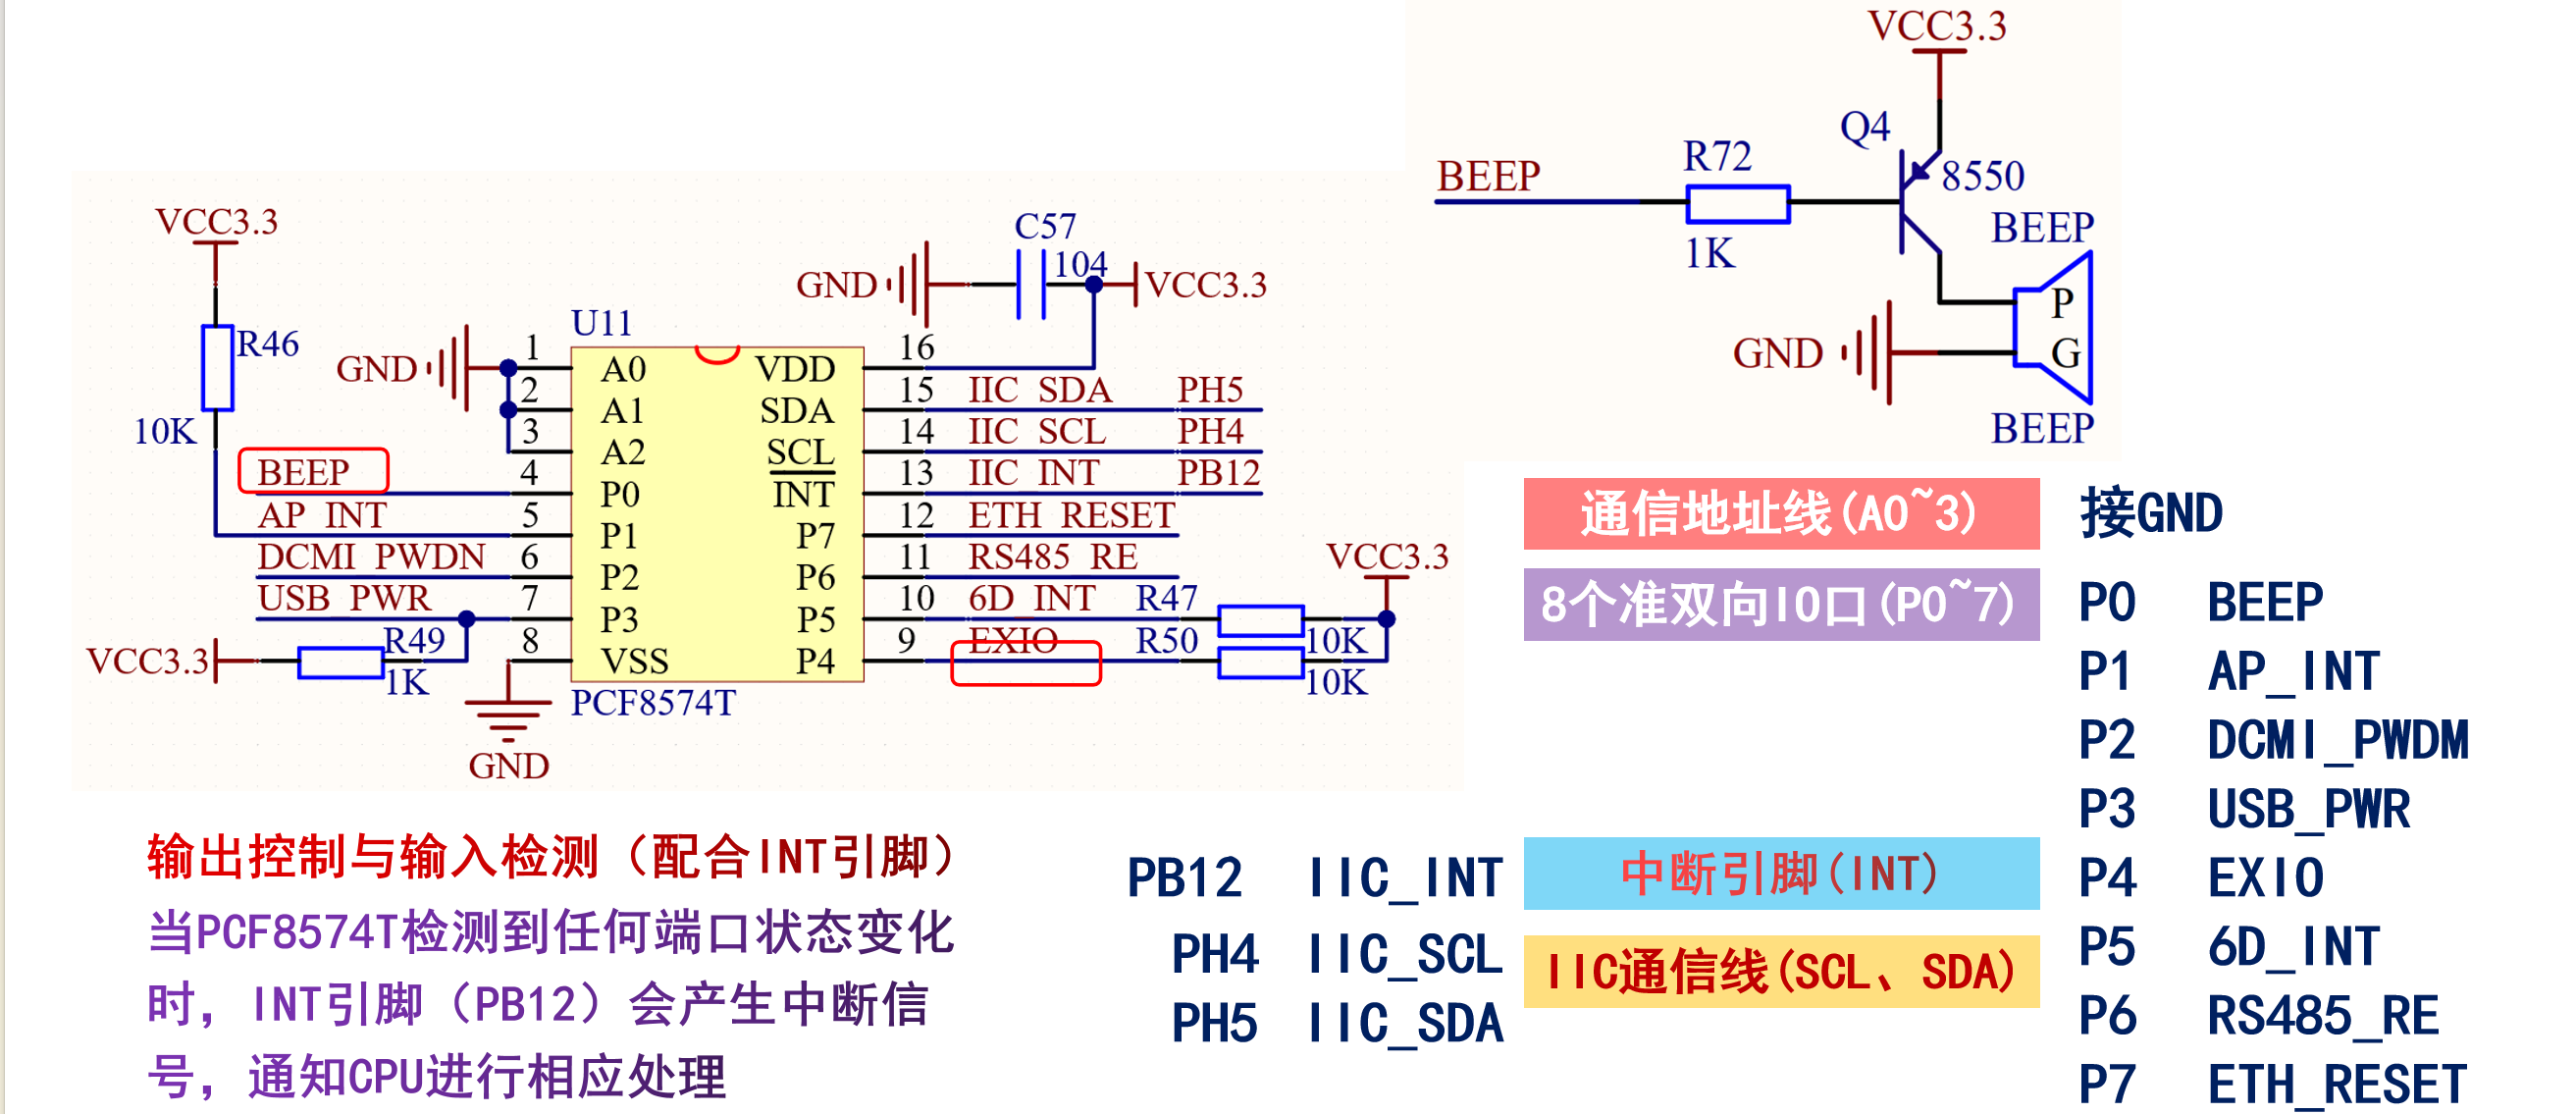 VCC3.3
R46
10K
GND
U11
1 A0
2 A1
3 A2
BEEP 4 P0
AP_INT 5 P1
DCMI_PWDN 6 P2
USB_PWR 7 P3
8 VSS
VCC3.3
R49
1K
GND
PCF8574T
GND
C57
104
VCC3.3
VDD 16
SDA 15 IIC_SDA PH5
SCL 14 IIC_SCL PH4
INT 13 IIC_INT PB12
P7 12 ETH_RESET
P6 11 RS485_RE
P5 10 6D_INT R47 10K
P4 9 EXIO R50 10K
VCC3.3
VCC3.3
Q4
8550
BEEP
R72
1K
BEEP
P
G
GND
BEEP
通信地址线(A0~3) 接GND
8个准双向IO口(P0~7)
P0 BEEP
P1 AP_INT
P2 DCMI_PWDM
P3 USB_PWR
P4 EXIO
P5 6D_INT
P6 RS485_RE
P7 ETH_RESET
PB12 IIC_INT 中断引脚(INT)
PH4 IIC_SCL IIC通信线(SCL、SDA)
PH5 IIC_SDA
输出控制与输入检测（配合INT引脚）
当PCF8574T检测到任何端口状态变化
时，INT引脚（PB12）会产生中断信
号，通知CPU进行相应处理